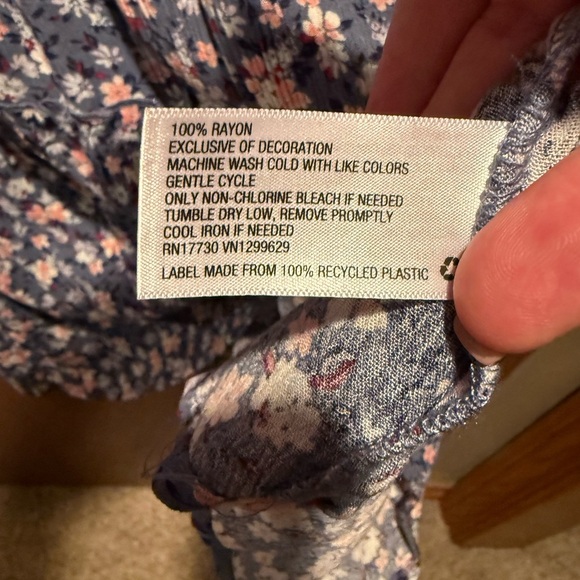 100% RAYON
EXCLUSIVE OF DECORATION
MACHINE WASH COLD WITH LIKE COLORS
GENTLE CYCLE
ONLY NON-CHLORINE BLEACH IF NEEDED
TUMBLE DRY LOW, REMOVE PROMPTLY
COOL IRON IF NEEDED
RN17730 VN1299629
LABEL MADE FROM 100% RECYCLED PLASTIC